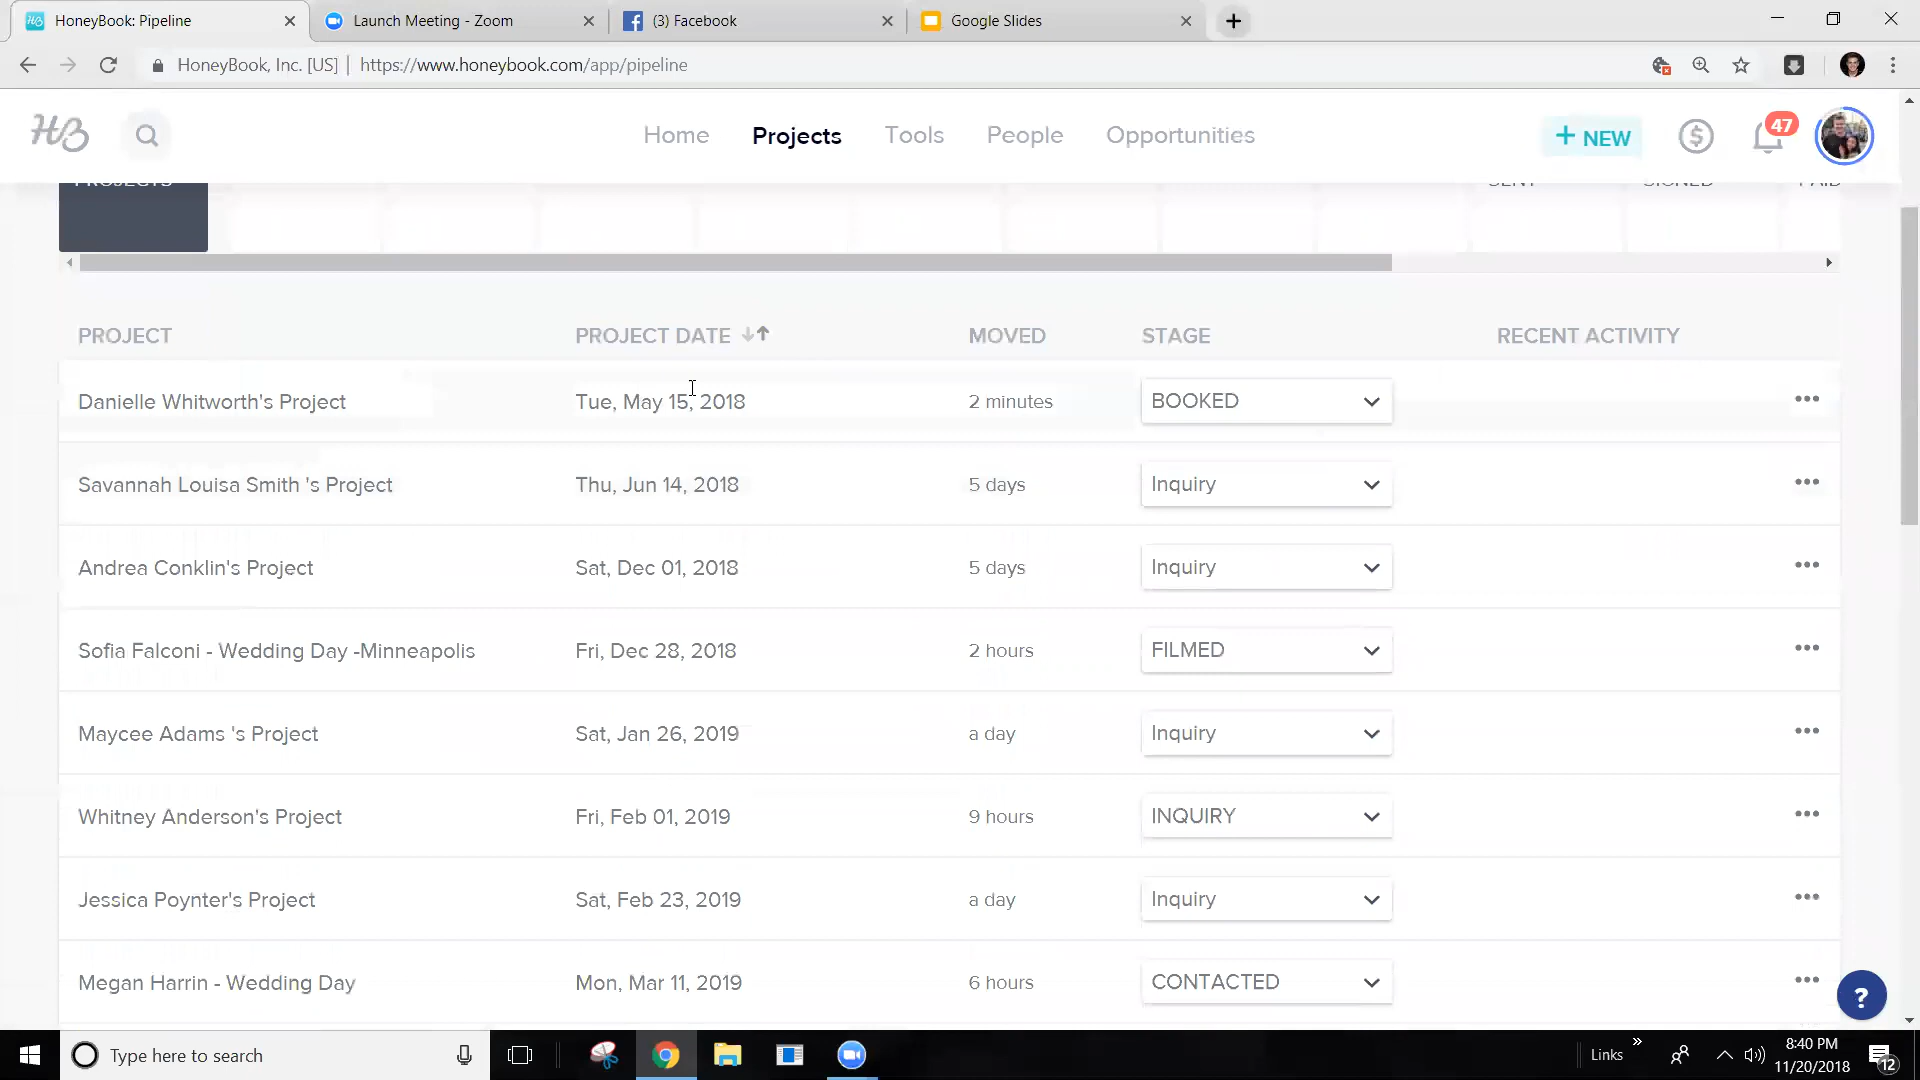 HoneyBook: Pipeline
Launch Meeting - Zoom
(3) Facebook
Google Slides
HoneyBook, Inc. [US] | https://www.honeybook.com/app/pipeline
HB
Home Projects Tools People Opportunities
+ NEW
$
47
PROJECTS SENT SIGNED PAID
PROJECT PROJECT DATE MOVED STAGE RECENT ACTIVITY
Danielle Whitworth's Project Tue, May 15, 2018 2 minutes BOOKED
Savannah Louisa Smith 's Project Thu, Jun 14, 2018 5 days Inquiry
Andrea Conklin's Project Sat, Dec 01, 2018 5 days Inquiry
Sofia Falconi - Wedding Day -Minneapolis Fri, Dec 28, 2018 2 hours FILMED
Maycee Adams 's Project Sat, Jan 26, 2019 a day Inquiry
Whitney Anderson's Project Fri, Feb 01, 2019 9 hours INQUIRY
Jessica Poynter's Project Sat, Feb 23, 2019 a day Inquiry
Megan Harrin - Wedding Day Mon, Mar 11, 2019 6 hours CONTACTED
?
Type here to search
Links
8:40 PM
11/20/2018
12